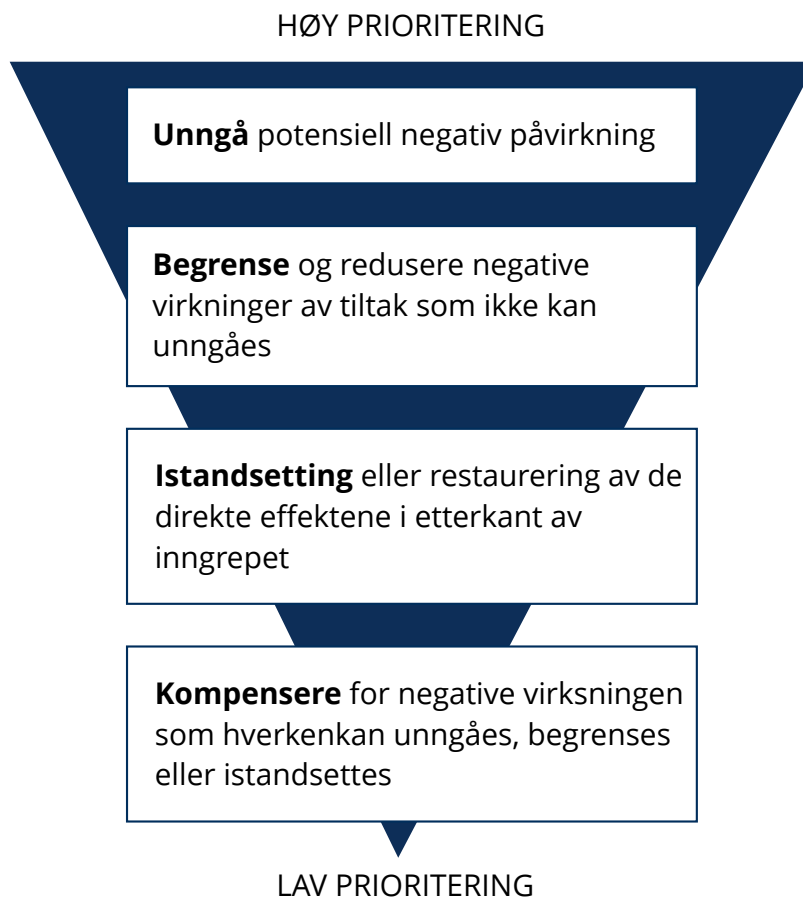 HØY PRIORITERING
Unngå potensiell negativ påvirkning
Begrense og redusere negative
virkninger av tiltak som ikke kan
unngåes
Istandsetting eller restaurering av de
direkte effektene i etterkant av
inngrepet
Kompensere for negative virksningen
som hverkenkan unngåes, begrenses
eller istandsettes
LAV PRIORITERING